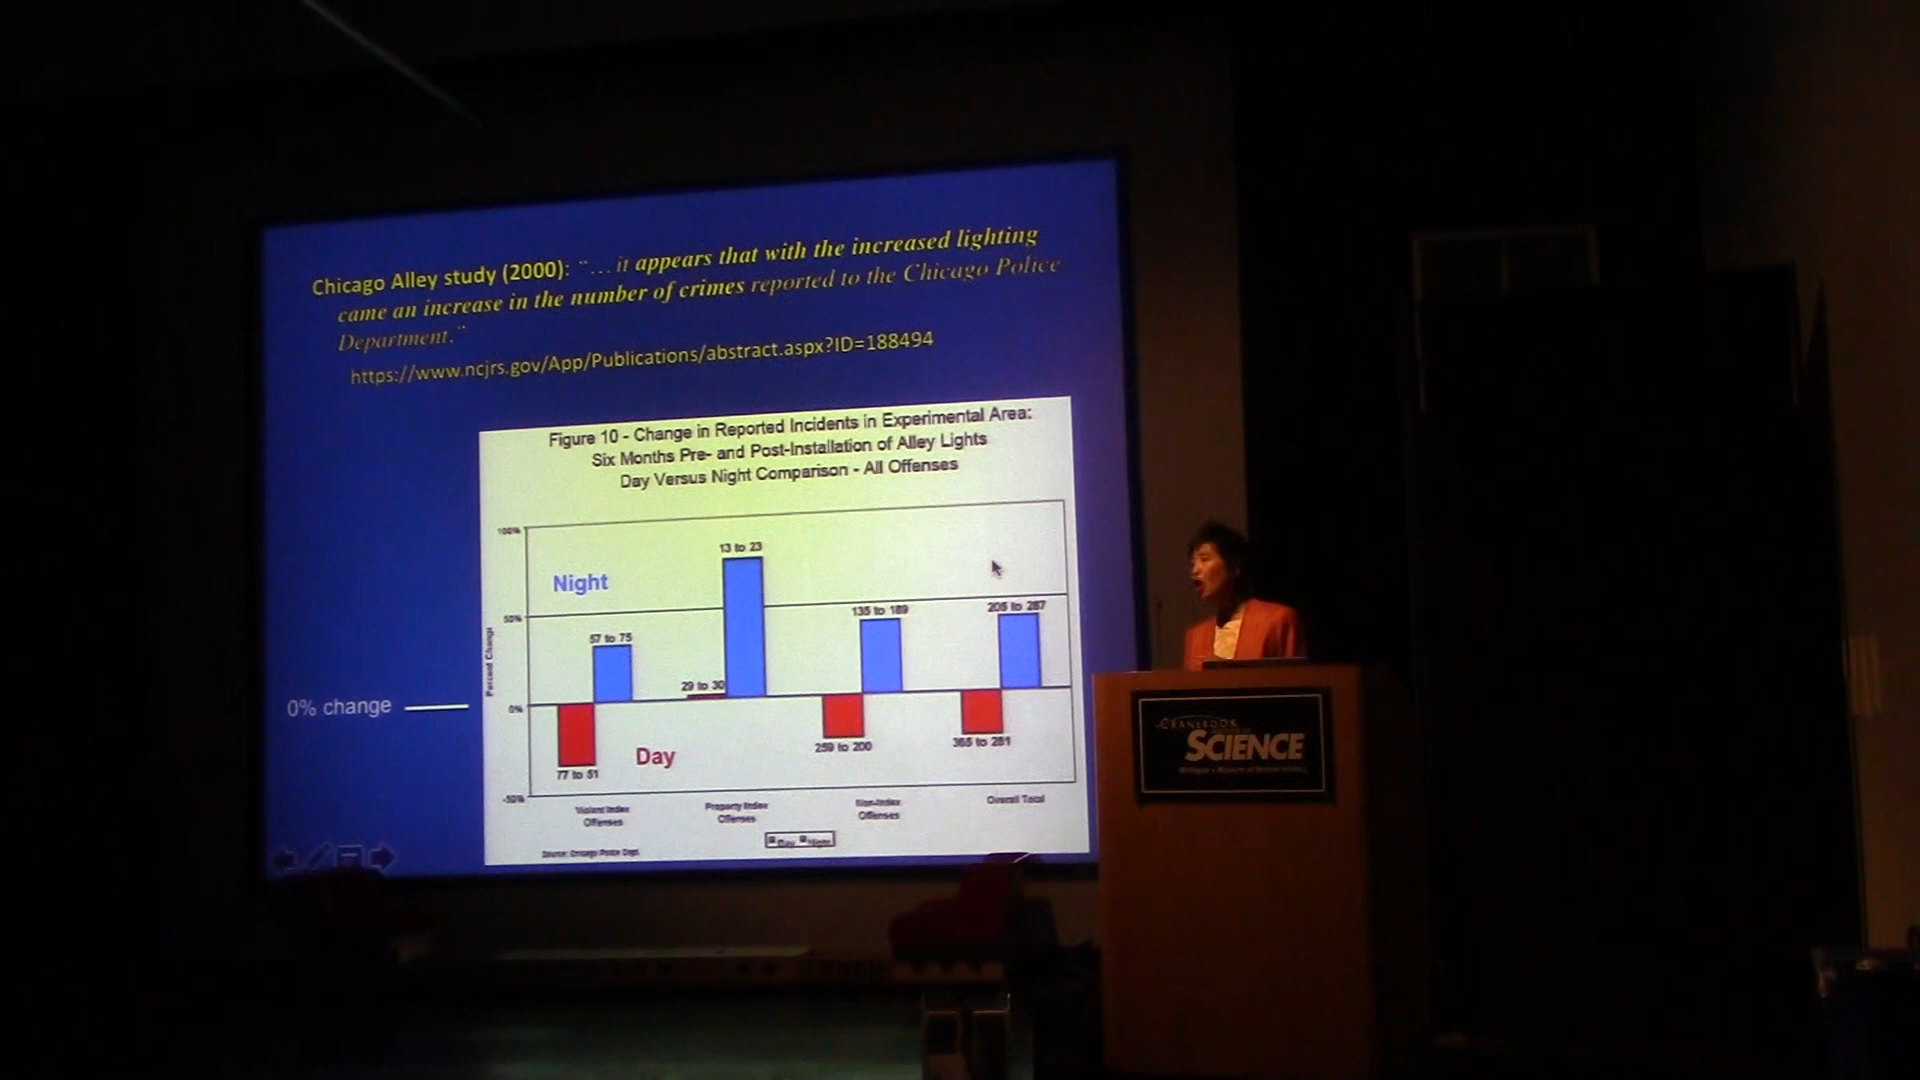 Chicago Alley study (2000): "…it appears that with the increased lighting
came an increase in the number of crimes reported to the Chicago Police
Department."
https://www.ncjrs.gov/App/Publications/abstract.aspx?ID=188494
Figure 10 - Change in Reported Incidents in Experimental Area:
Six Months Pre- and Post-Installation of Alley Lights
Day Versus Night Comparison - All Offenses
100%
13 to 23
Night
50%
135 to 189
205 to 287
57 to 75
Percent Change
29 to 30
0% change
0%
259 to 200
365 to 281
Day
77 to 51
-50%
Violent Index
Offenses
Property Index
Offenses
Non-Index
Offenses
Overall Total
Day Night
Source: Chicago Police Dept.
CRANBROOK
SCIENCE